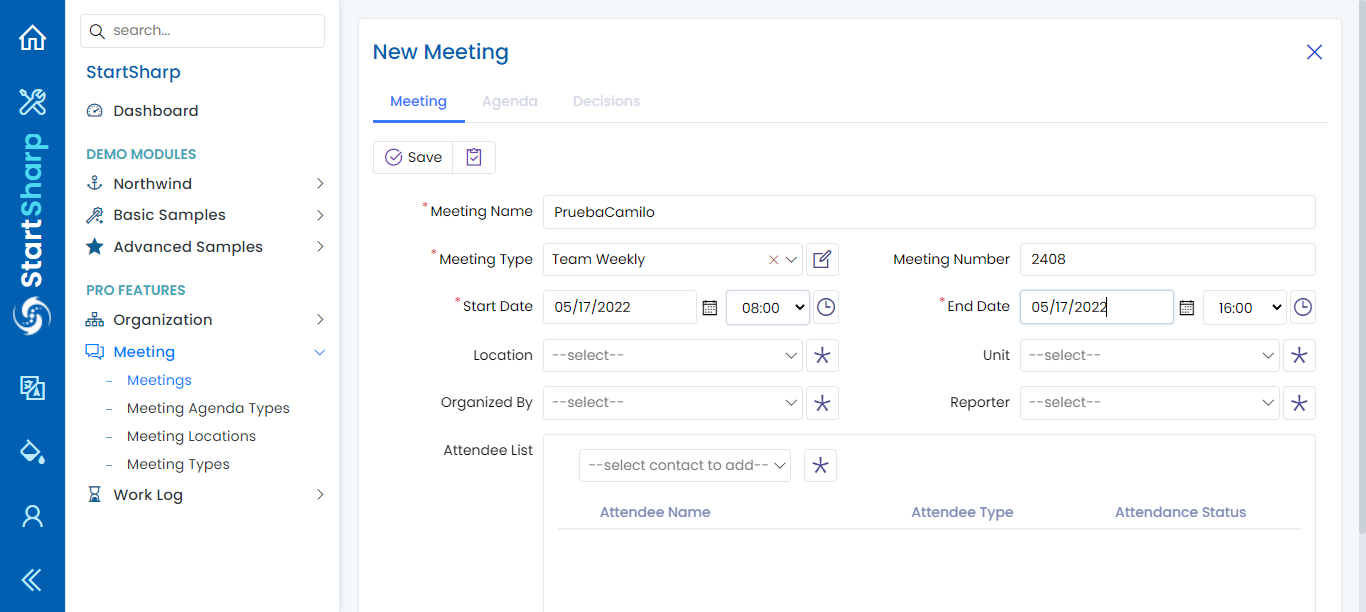 search...
StartSharp
StartSharp
Dashboard
DEMO MODULES
Northwind
Basic Samples
Advanced Samples
PRO FEATURES
Organization
Meeting
Meetings
Meeting Agenda Types
Meeting Locations
Meeting Types
Work Log
New Meeting
Meeting Agenda Decisions
Save
*Meeting Name PruebaCamilo
*Meeting Type Team Weekly Meeting Number 2408
*Start Date 05/17/2022 08:00 *End Date 05/17/2022 16:00
Location --select-- Unit --select--
Organized By --select-- Reporter --select--
Attendee List
--select contact to add--
Attendee Name Attendee Type Attendance Status